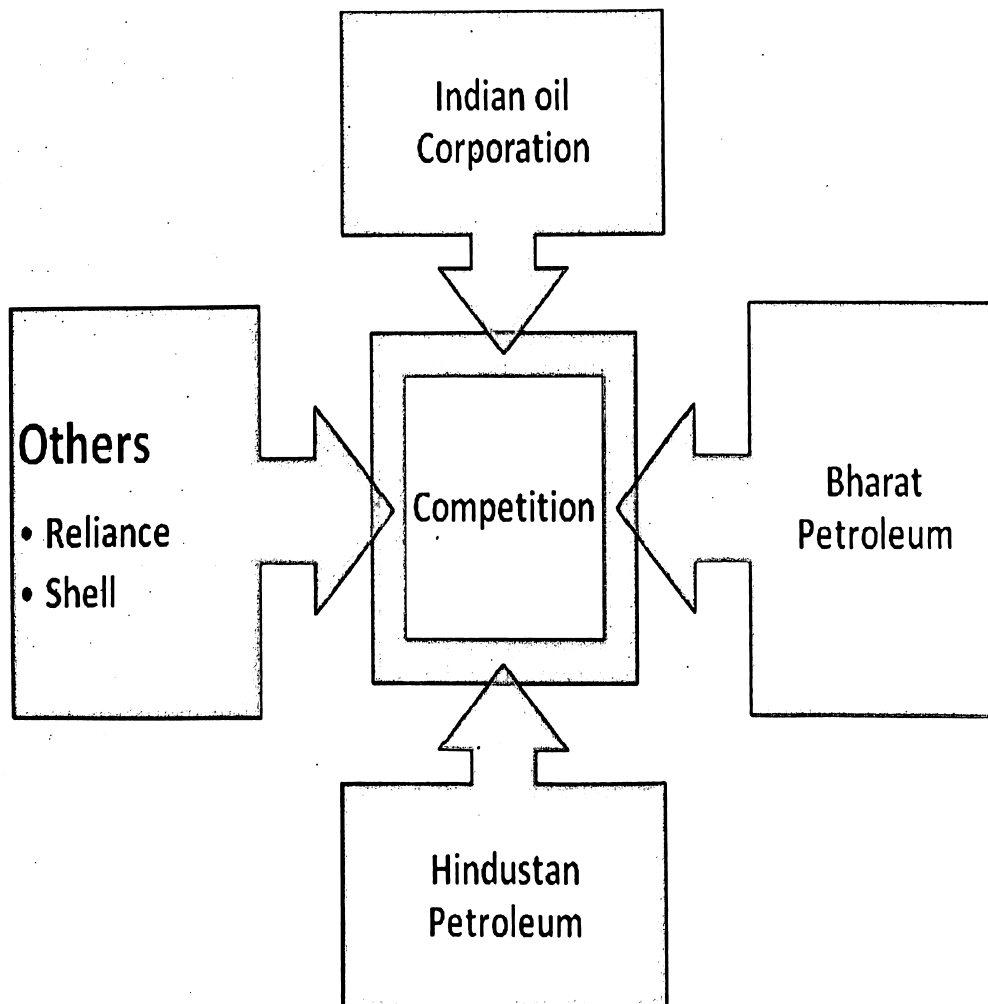 Indian oil
Corporation
Others
• Reliance
• Shell
Competition
Bharat
Petroleum
Hindustan
Petroleum